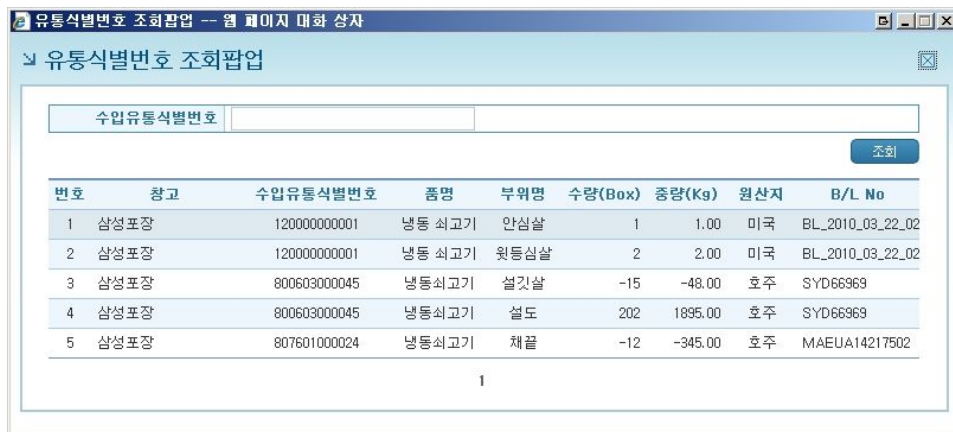 유통식별번호 조회팝업 -- 웹 페이지 대화 상자
유통식별번호 조회팝업
수입유통식별번호
조회
번호 창고 수입유통식별번호 품명 부위명 수량(Box) 중량(Kg) 원산지 B/L No
1 삼성포장 120000000001 냉동 쇠고기 안심살 1 1.00 미국 BL_2010_03_22_02
2 삼성포장 120000000001 냉동 쇠고기 윗등심살 2 2.00 미국 BL_2010_03_22_02
3 삼성포장 800603000045 냉동쇠고기 설깃살 -15 -48.00 호주 SYD66969
4 삼성포장 800603000045 냉동쇠고기 설도 202 1895.00 호주 SYD66969
5 삼성포장 807601000024 냉동쇠고기 채끝 -12 -345.00 호주 MAEUA14217502
1